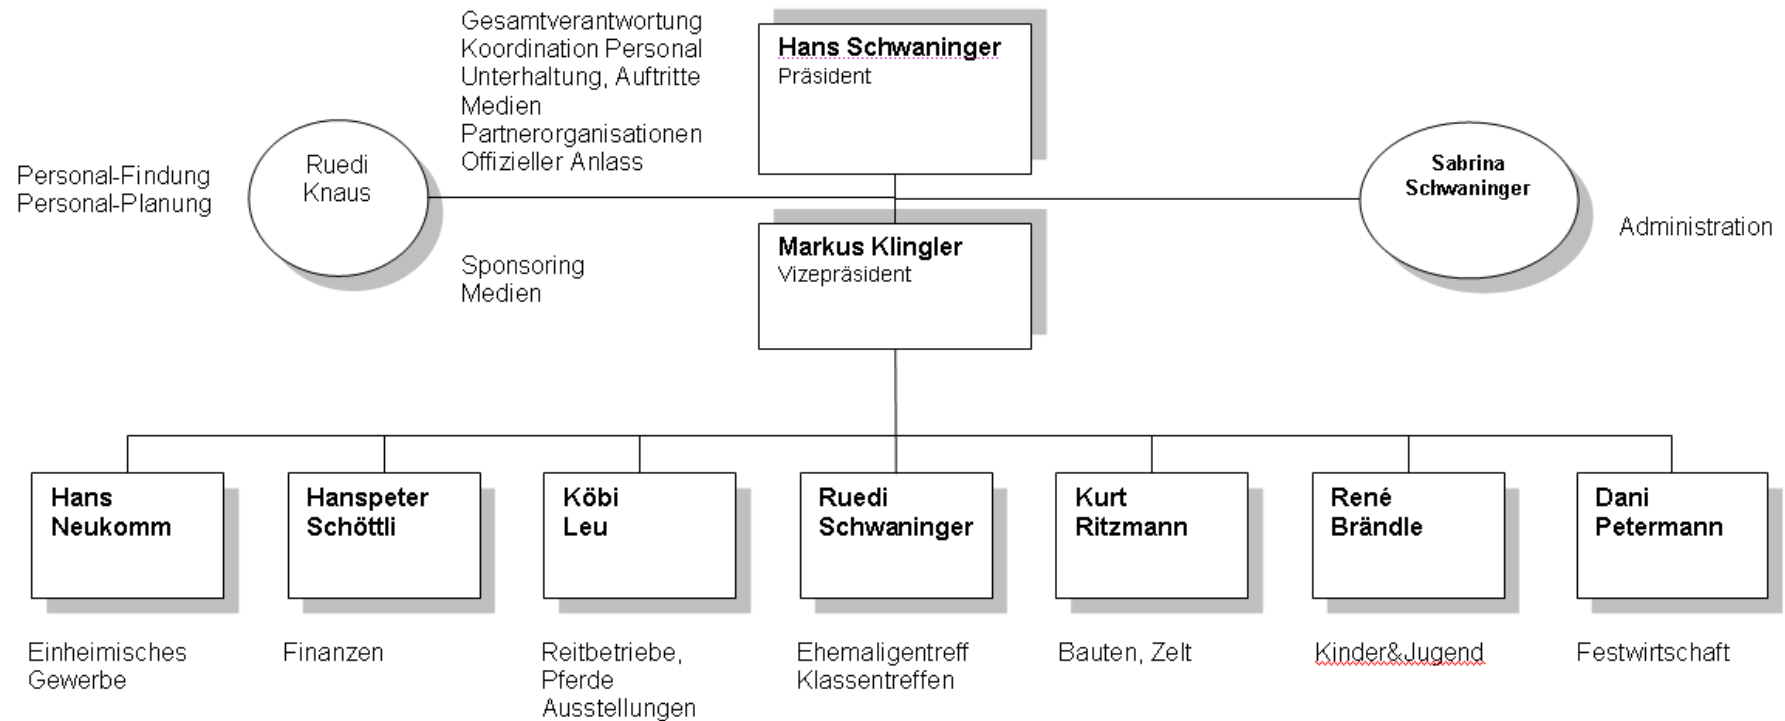 Gesamtverantwortung
Koordination Personal
Unterhaltung, Auftritte
Medien
Partnerorganisationen
Offizieller Anlass
Hans Schwaninger
Präsident
Personal-Findung
Personal-Planung
Ruedi
Knaus
Sabrina
Schwaninger
Administration
Sponsoring
Medien
Markus Klingler
Vizepräsident
Hans
Neukomm
Einheimisches
Gewerbe
Hanspeter
Schöttli
Finanzen
Köbi
Leu
Reitbetriebe,
Pferde
Ausstellungen
Ruedi
Schwaninger
Ehemaligentreff
Klassentreffen
Kurt
Ritzmann
Bauten, Zelt
René
Brändle
Kinder&Jugend
Dani
Petermann
Festwirtschaft